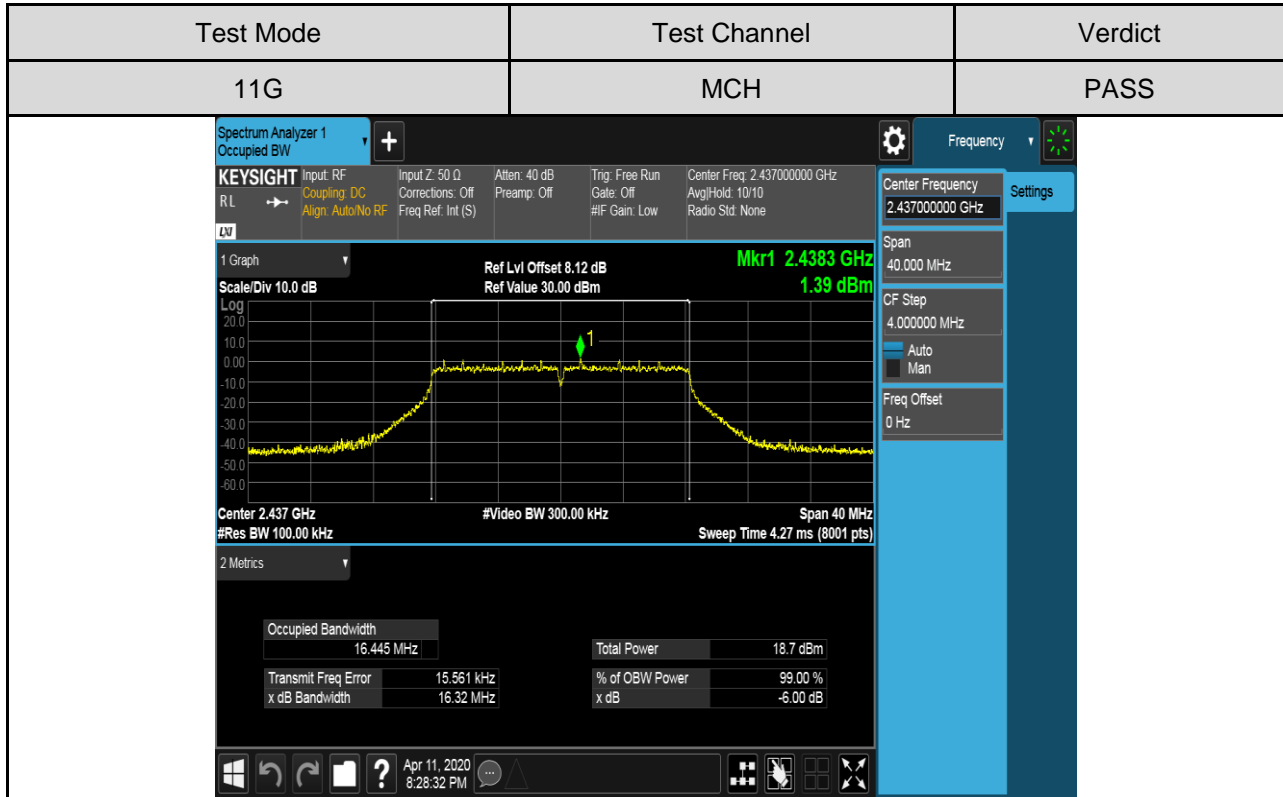 Test Mode Test Channel Verdict
11G MCH PASS
Spectrum Analyzer 1
Occupied BW
+
Frequency
KEYSIGHT Input: RF Input Z: 50 Ω Atten: 40 dB Trig: Free Run Center Freq: 2.437000000 GHz
RL Coupling: DC Corrections: Off Preamp: Off Gate: Off Avg|Hold: 10/10
Align: Auto/No RF Freq Ref: Int (S) #IF Gain: Low Radio Std: None
LXI
Center Frequency
2.437000000 GHz
Settings
Span
40.000 MHz
CF Step
4.000000 MHz
Auto
Man
Freq Offset
0 Hz
1 Graph Ref Lvl Offset 8.12 dB Mkr1 2.4383 GHz
Scale/Div 10.0 dB Ref Value 30.00 dBm 1.39 dBm
Log
20.0
10.0
1
0.00
-10.0
-20.0
-30.0
-40.0
-50.0
-60.0
Center 2.437 GHz #Video BW 300.00 kHz Span 40 MHz
#Res BW 100.00 kHz Sweep Time 4.27 ms (8001 pts)
2 Metrics
Occupied Bandwidth
16.445 MHz Total Power 18.7 dBm
Transmit Freq Error 15.561 kHz % of OBW Power 99.00 %
x dB Bandwidth 16.32 MHz x dB -6.00 dB
? Apr 11, 2020
8:28:32 PM